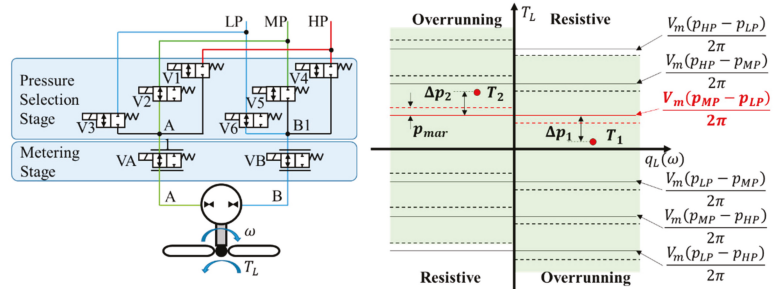 LP MP HP
V1
V4
V2
V5
V3
V6
Pressure
Selection
Stage
A
B1
1
Metering
Stage
VA
VB
A
B
ω
T_L
T_L
Overrunning
Resistive
Δp_2
T_2
p_mar
Δp_1
T_1
q_L(ω)
Resistive
Overrunning
V_m(p_HP − p_LP)
2π
V_m(p_HP − p_MP)
2π
V_m(p_MP − p_LP)
2π
V_m(p_LP − p_MP)
2π
V_m(p_MP − p_HP)
2π
V_m(p_LP − p_HP)
2π